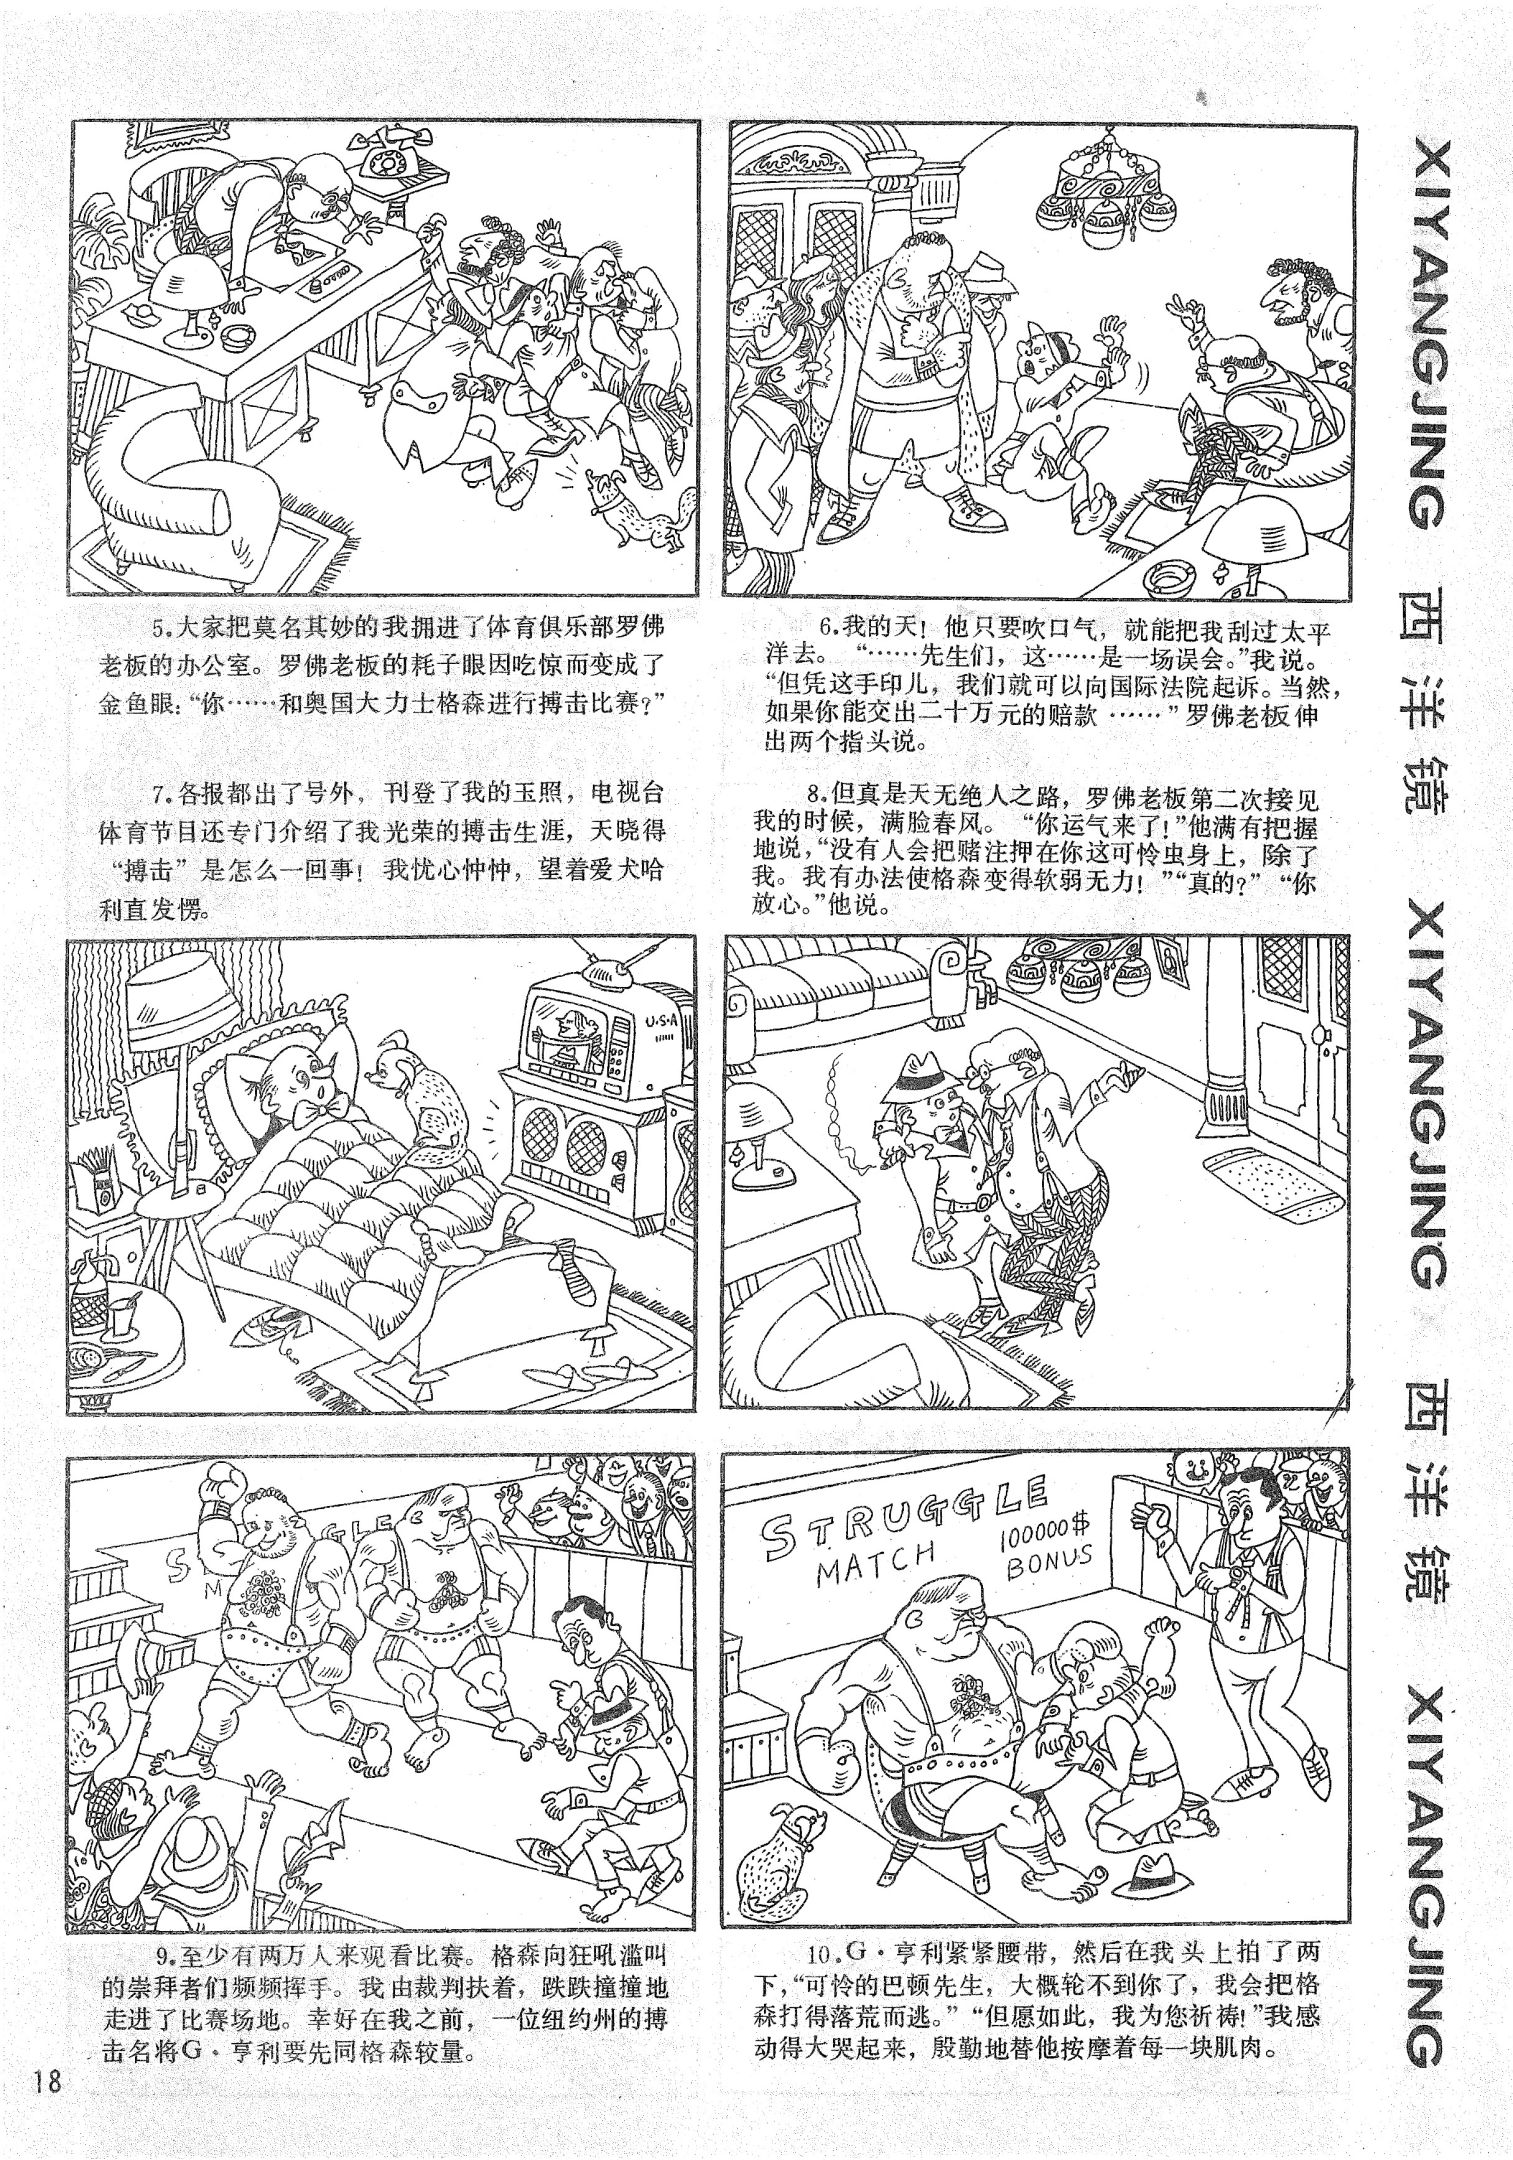 5.大家把莫名其妙的我拥进了体育俱乐部罗佛
老板的办公室。罗佛老板的耗子眼因吃惊而变成了
金鱼眼：“你……和奥国大力士格森进行搏击比赛？”
6.我的天！他只要吹口气，就能把我刮过太平
洋去。“……先生们，这……是一场误会。”我说。
“但凭这手印儿，我们就可以向国际法院起诉。当然，
如果你能交出二十万元的赔款……”罗佛老板伸
出两个指头说。
7.各报都出了号外，刊登了我的玉照，电视台
体育节目还专门介绍了我光荣的搏击生涯，天晓得
“搏击”是怎么一回事！我忧心忡忡，望着爱犬哈
利直发愣。
8.但真是天无绝人之路，罗佛老板第二次接见
我的时候，满脸春风。“你运气来了！”他满有把握
地说，“没有人会把赌注押在你这可怜虫身上，除了
我。我有办法使格森变得软弱无力！”“真的？”“你
放心。”他说。
U·S·A
S GLE
M
STRUGGLE
MATCH
100000$
BONUS
9.至少有两万人来观看比赛。格森向狂吼滥叫
的崇拜者们频频挥手。我由裁判扶着，跌跌撞撞地
走进了比赛场地。幸好在我之前，一位纽约州的搏
击名将G·亨利要先同格森较量。
10.G·亨利紧紧腰带，然后在我头上拍了两
下，“可怜的巴顿先生，大概轮不到你了，我会把格
森打得落荒而逃。”“但愿如此，我为您祈祷！”我感
动得大哭起来，殷勤地替他按摩着每一块肌肉。
18
XIYANGJING 西洋镜 XIYANGJING 西洋镜 XIYANGJING